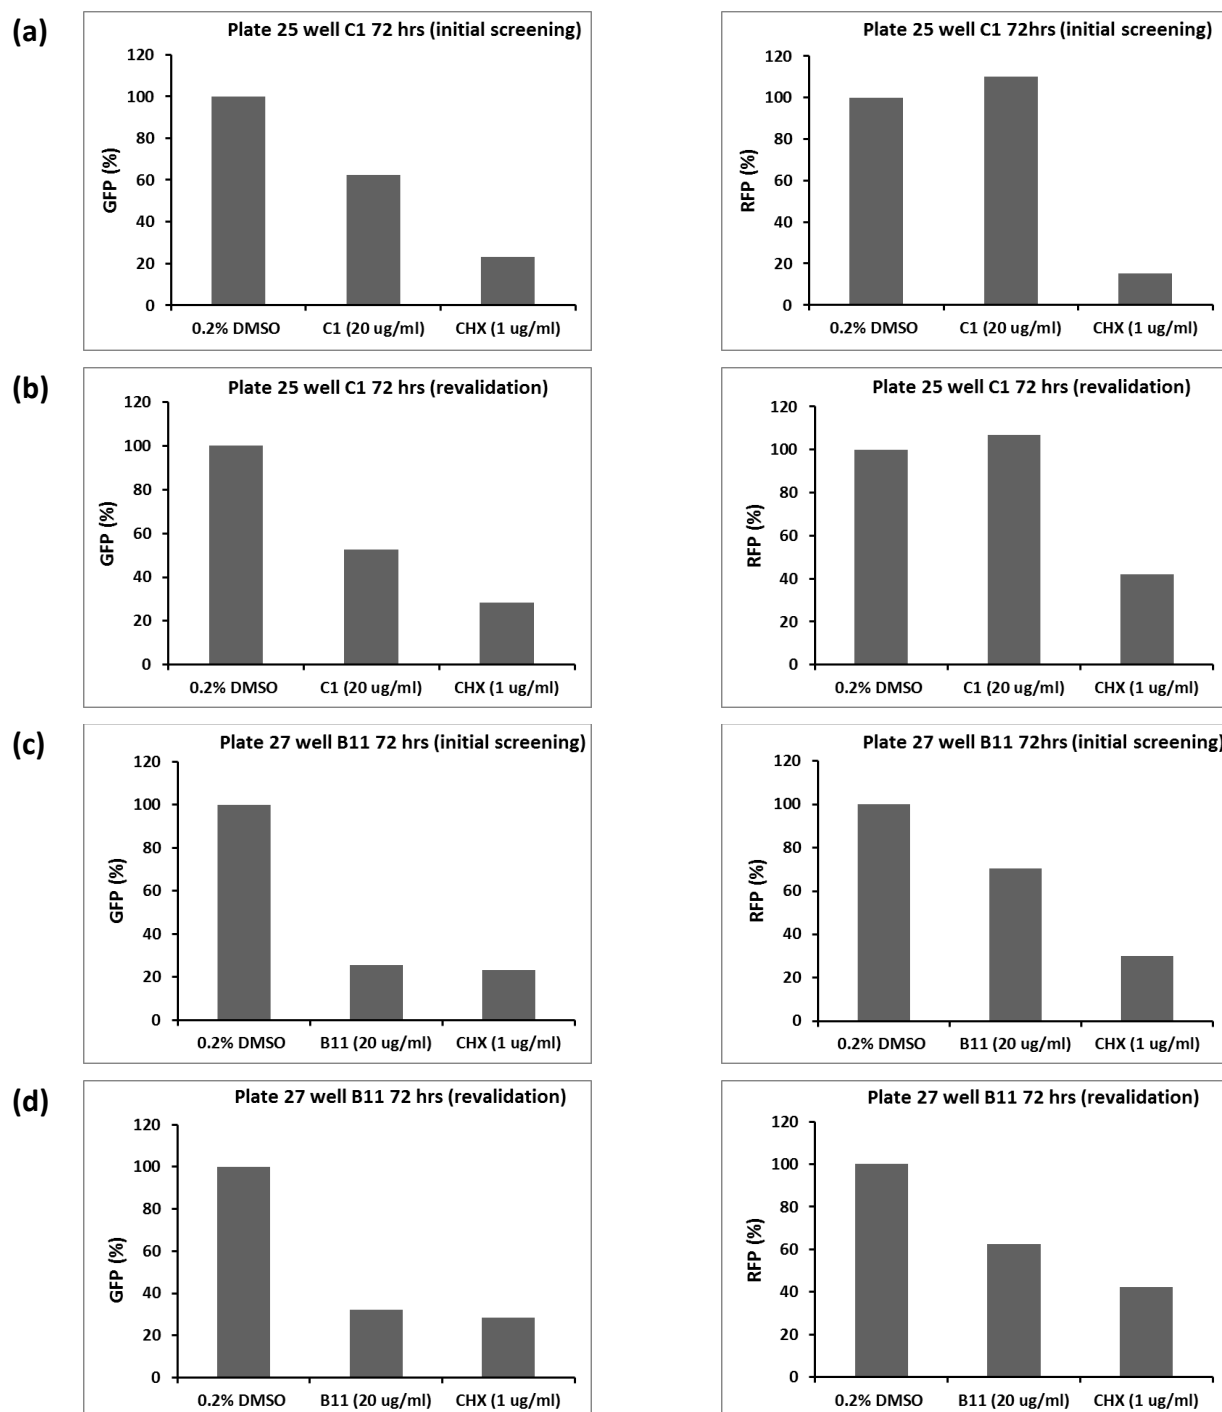 (a)
Plate 25 well C1 72 hrs (initial screening)
120
100
80
60
40
20
0
GFP (%)
0.2% DMSO C1 (20 ug/ml) CHX (1 ug/ml)
Plate 25 well C1 72hrs (initial screening)
120
100
80
60
40
20
0
RFP (%)
0.2% DMSO C1 (20 ug/ml) CHX (1 ug/ml)
(b)
Plate 25 well C1 72 hrs (revalidation)
120
100
80
60
40
20
0
GFP (%)
0.2% DMSO C1 (20 ug/ml) CHX (1 ug/ml)
Plate 25 well C1 72 hrs (revalidation)
120
100
80
60
40
20
0
RFP (%)
0.2% DMSO C1 (20 ug/ml) CHX (1 ug/ml)
(c)
Plate 27 well B11 72 hrs (initial screening)
120
100
80
60
40
20
0
GFP (%)
0.2% DMSO B11 (20 ug/ml) CHX (1 ug/ml)
Plate 27 well B11 72hrs (initial screening)
120
100
80
60
40
20
0
RFP (%)
0.2% DMSO B11 (20 ug/ml) CHX (1 ug/ml)
(d)
Plate 27 well B11 72 hrs (revalidation)
120
100
80
60
40
20
0
GFP (%)
0.2% DMSO B11 (20 ug/ml) CHX (1 ug/ml)
Plate 27 well B11 72 hrs (revalidation)
120
100
80
60
40
20
0
RFP (%)
0.2% DMSO B11 (20 ug/ml) CHX (1 ug/ml)